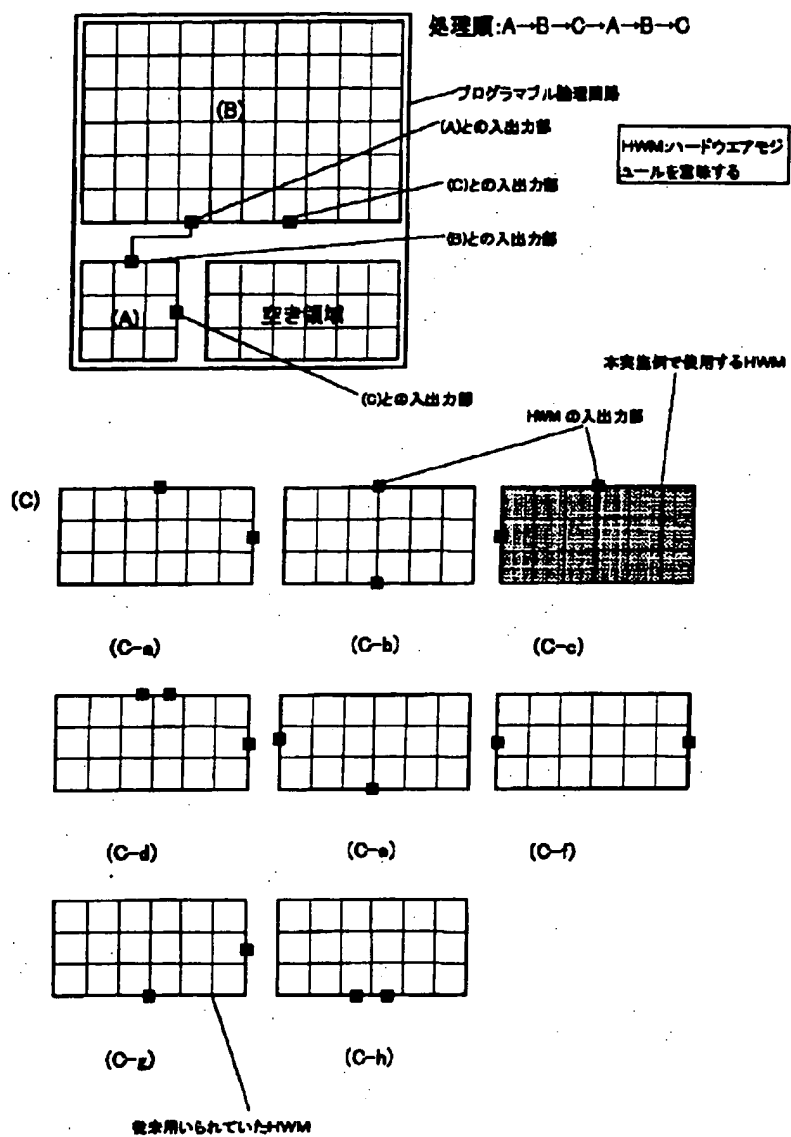 処理順:A→B→C→A→B→C
プログラマブル論理回路
(B)
(A)との入出力部
HWM:ハードウエアモジ
ュールを意味する
(C)との入出力部
(B)との入出力部
(A)
空き領域
(C)との入出力部
本実施例で使用するHWM
HWM の入出力部
(C)
(C-a)
(C-b)
(C-c)
(C-d)
(C-e)
(C-f)
(C-g)
(C-h)
従来用いられていたHWM